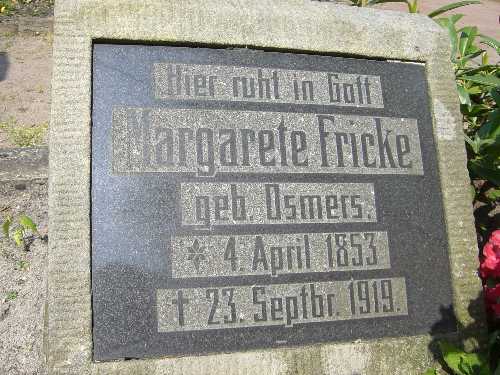 Hier ruht in Gott
Margarete Fricke
geb. Osmers.
* 4. April 1853
† 23. Septbr. 1919.